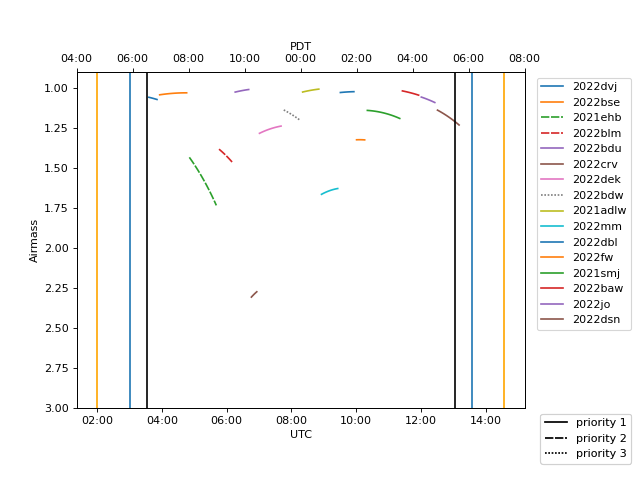 PDT
04:00 06:00 08:00 10:00 00:00 02:00 04:00 06:00 08:00
1.00
1.25
1.50
1.75
2.00
2.25
2.50
2.75
3.00
Airmass
02:00 04:00 06:00 08:00 10:00 12:00 14:00
UTC
2022dvj
2022bse
2021ehb
2022blm
2022bdu
2022crv
2022dek
2022bdw
2021adlw
2022mm
2022dbl
2022fw
2021smj
2022baw
2022jo
2022dsn
priority 1
priority 2
priority 3